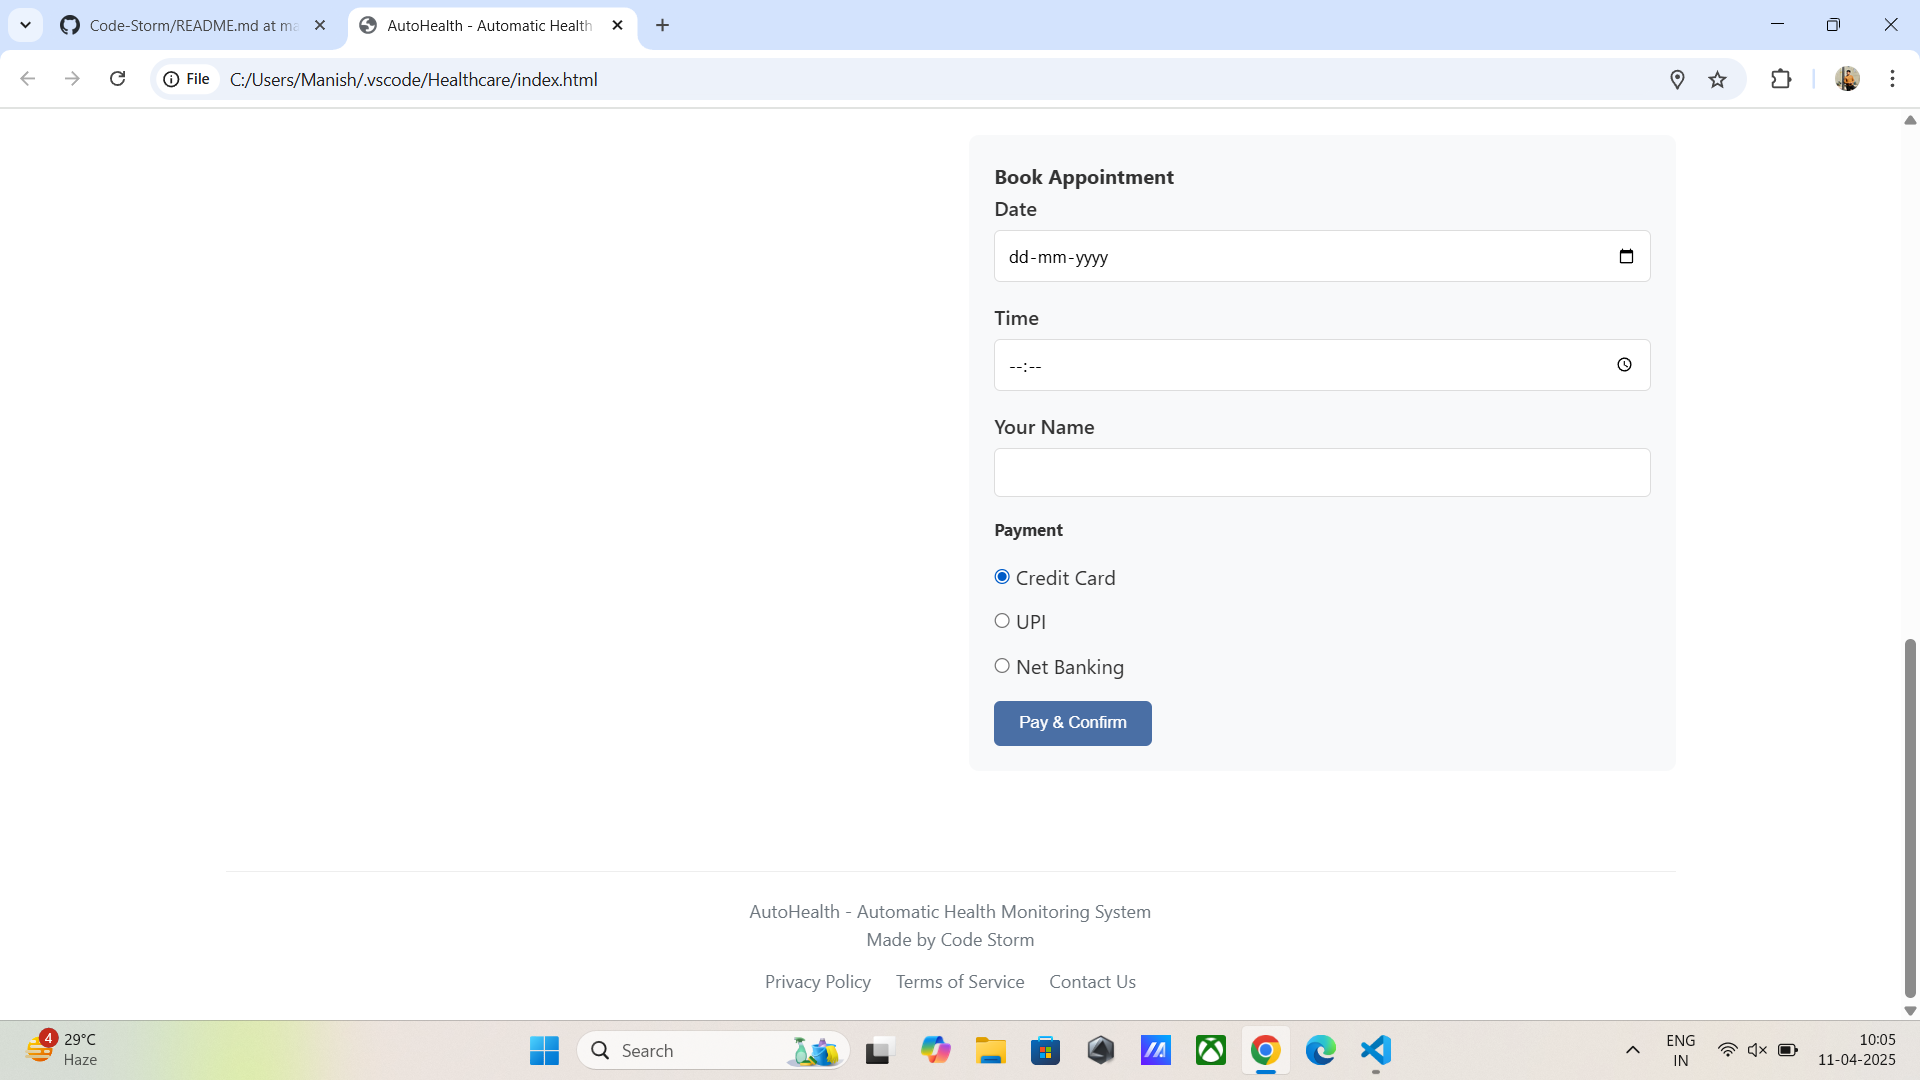 Code-Storm/README.md at ma
AutoHealth - Automatic Health
File
C:/Users/Manish/.vscode/Healthcare/index.html
Book Appointment
Date
dd-mm-yyyy
Time
--:--
Your Name
Payment
Credit Card
UPI
Net Banking
Pay & Confirm
AutoHealth - Automatic Health Monitoring System
Made by Code Storm
Privacy Policy Terms of Service Contact Us
4
29°C
Haze
Search
ENG
IN
10:05
11-04-2025